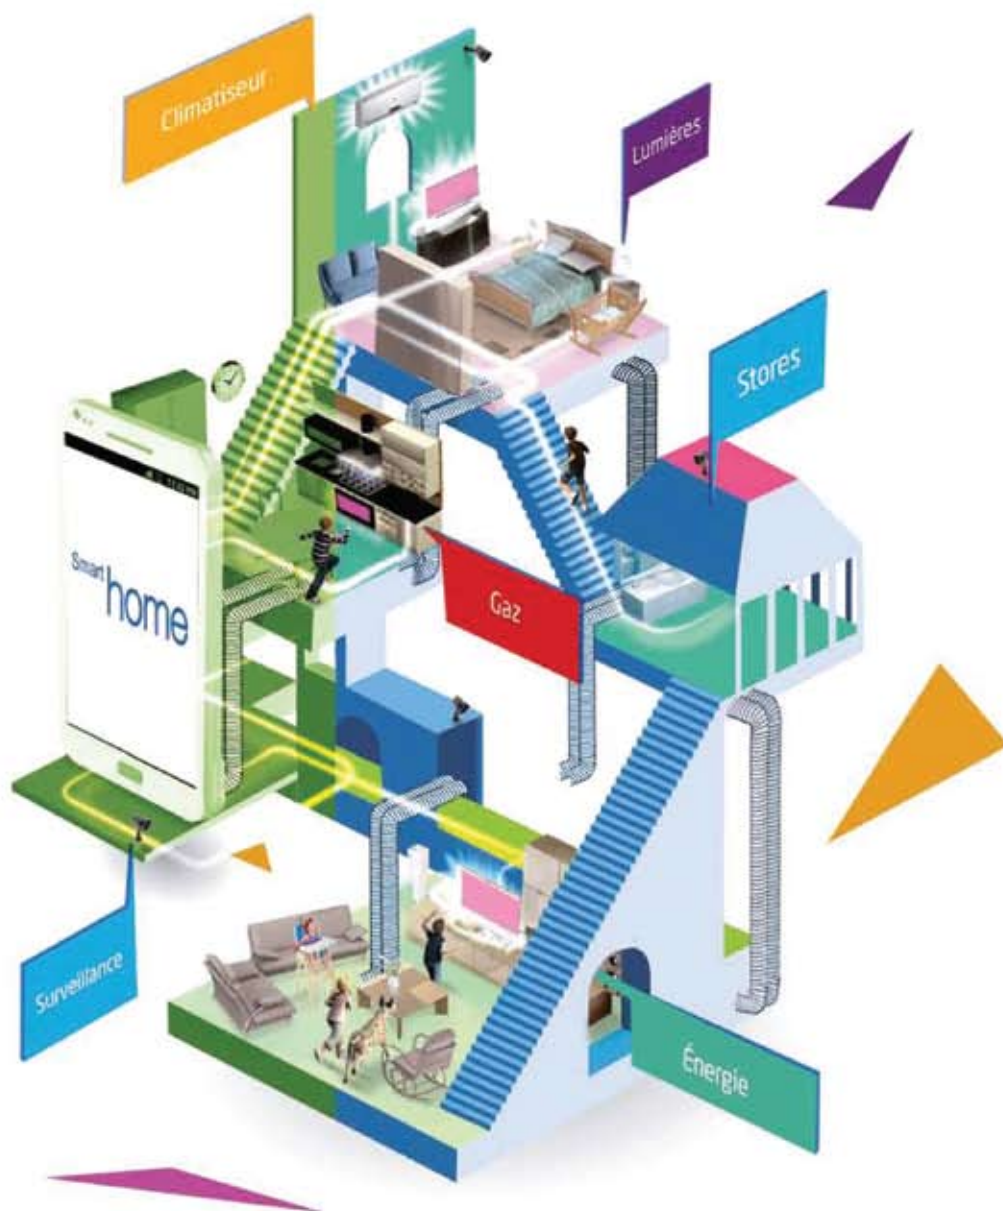 Climatiseur
Lumières
Stores
Smart
home
Gaz
Surveillance
Énergie